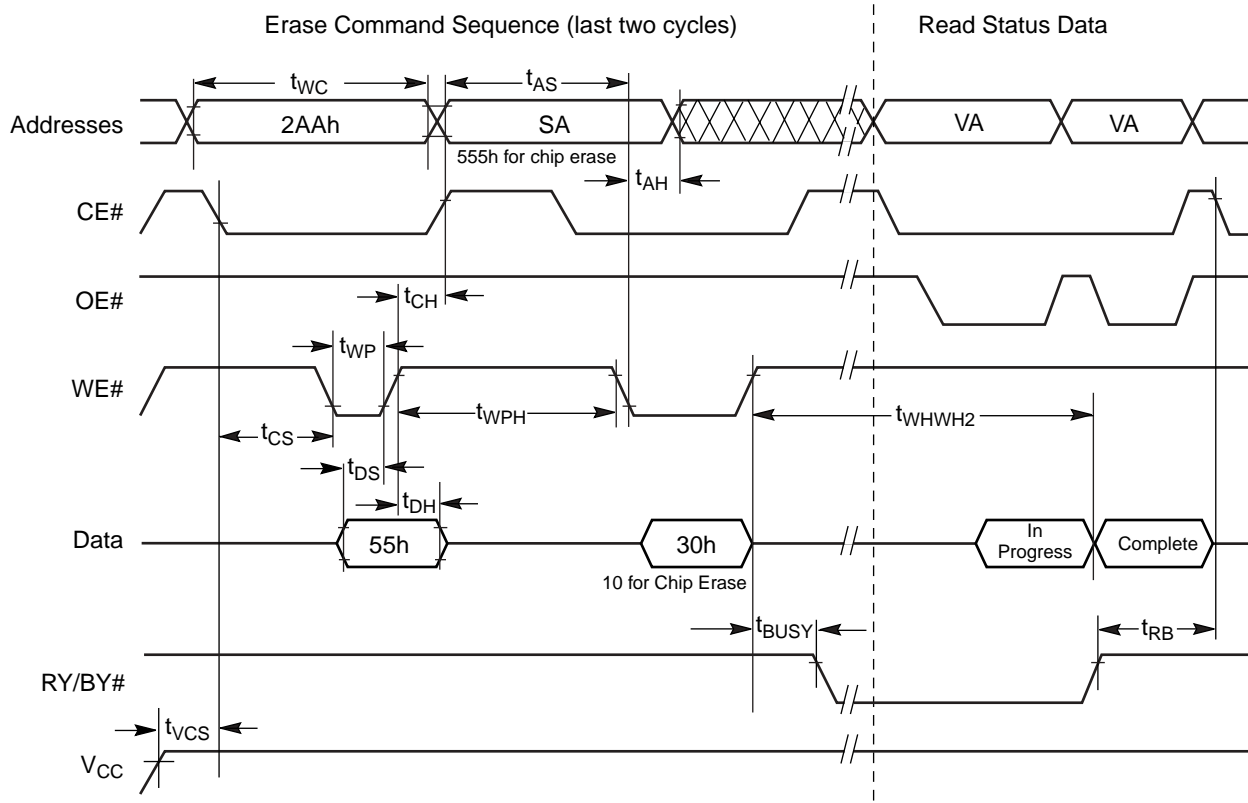 Erase Command Sequence (last two cycles)
Read Status Data
tWC
tAS
Addresses
2AAh
SA
VA
VA
555h for chip erase
tAH
CE#
OE#
tCH
tWP
WE#
tWPH
tWHWH2
tCS
tDS
tDH
Data
55h
30h
In
Progress
Complete
10 for Chip Erase
tBUSY
tRB
RY/BY#
tVCS
VCC